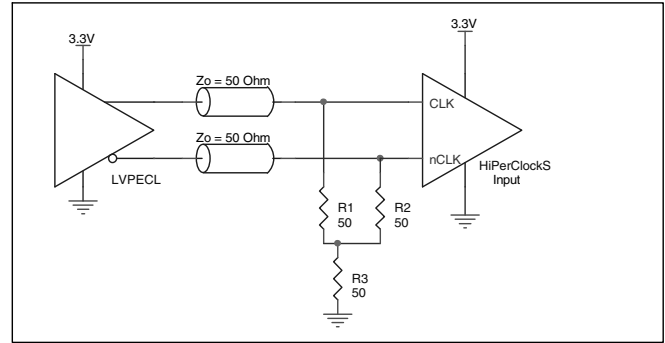 3.3V
3.3V
Zo = 50 Ohm
CLK
Zo = 50 Ohm
nCLK
HiPerClockS
Input
LVPECL
R1
50
R2
50
R3
50